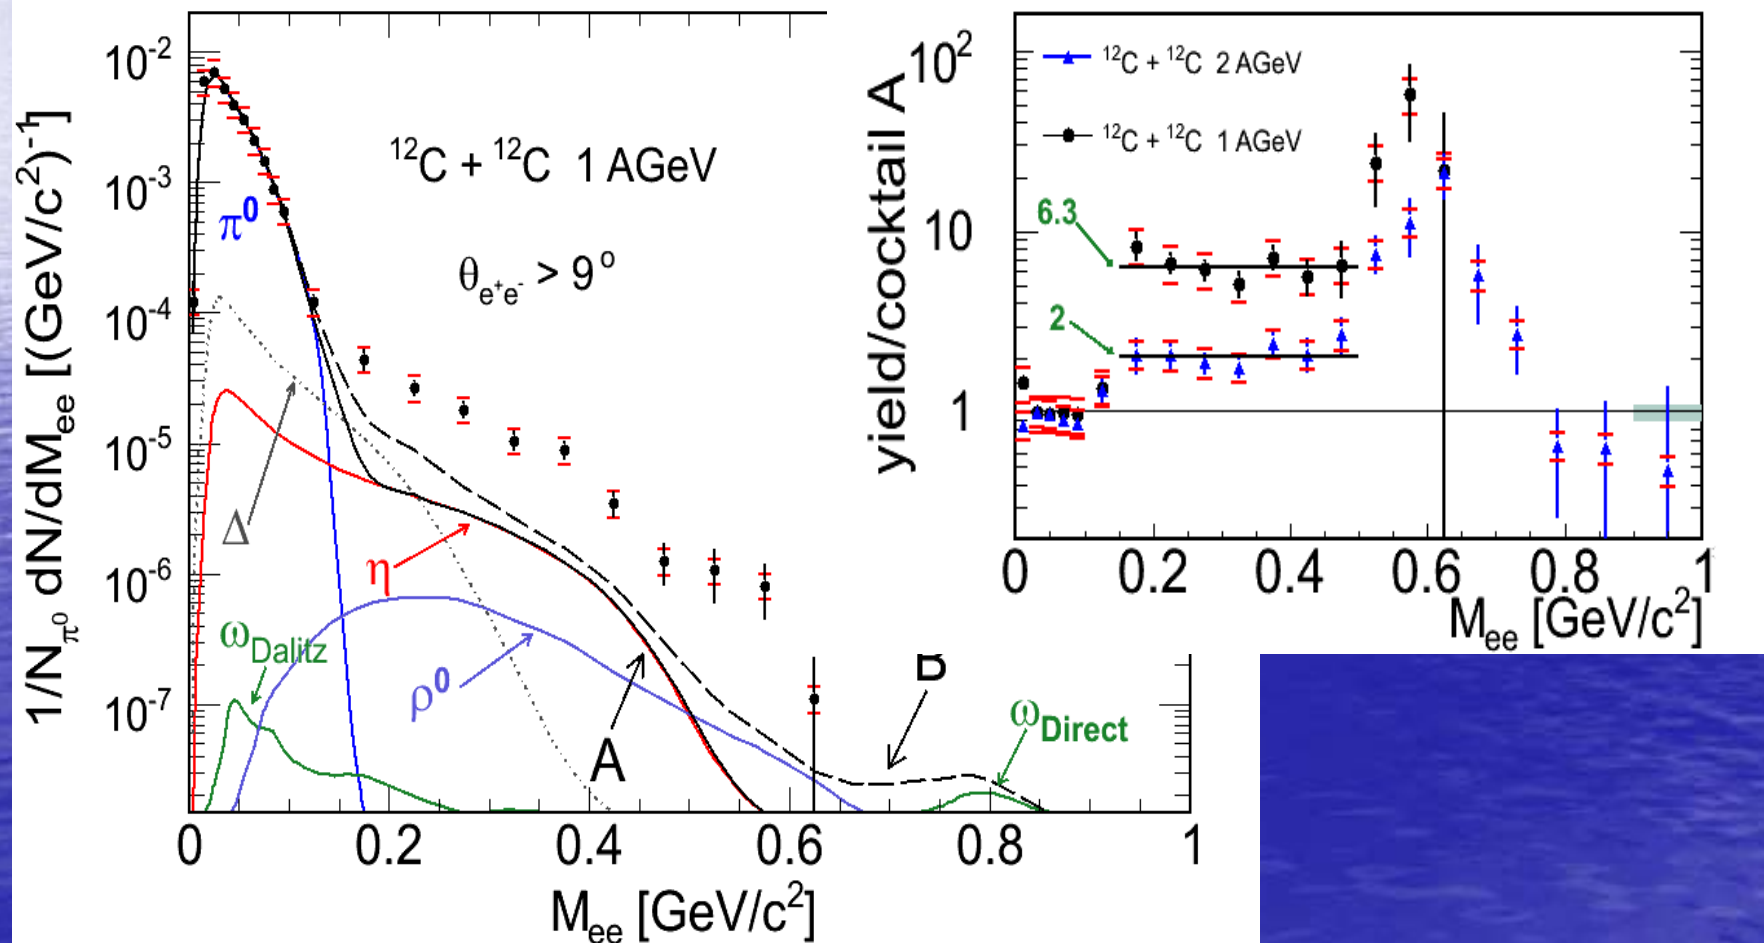 1/N_π⁰ dN/dM_ee [(GeV/c²)⁻¹]
10⁻²
10⁻³
10⁻⁴
10⁻⁵
10⁻⁶
10⁻⁷
¹²C + ¹²C 1 AGeV
θ_e⁺e⁻ > 9°
π⁰
Δ
η
ω_Dalitz
ρ⁰
A
B
ω_Direct
0 0.2 0.4 0.6 0.8 1
M_ee [GeV/c²]
yield/cocktail A
10²
10
1
¹²C + ¹²C 2 AGeV
¹²C + ¹²C 1 AGeV
6.3
2
0 0.2 0.4 0.6 0.8 1
M_ee [GeV/c²]